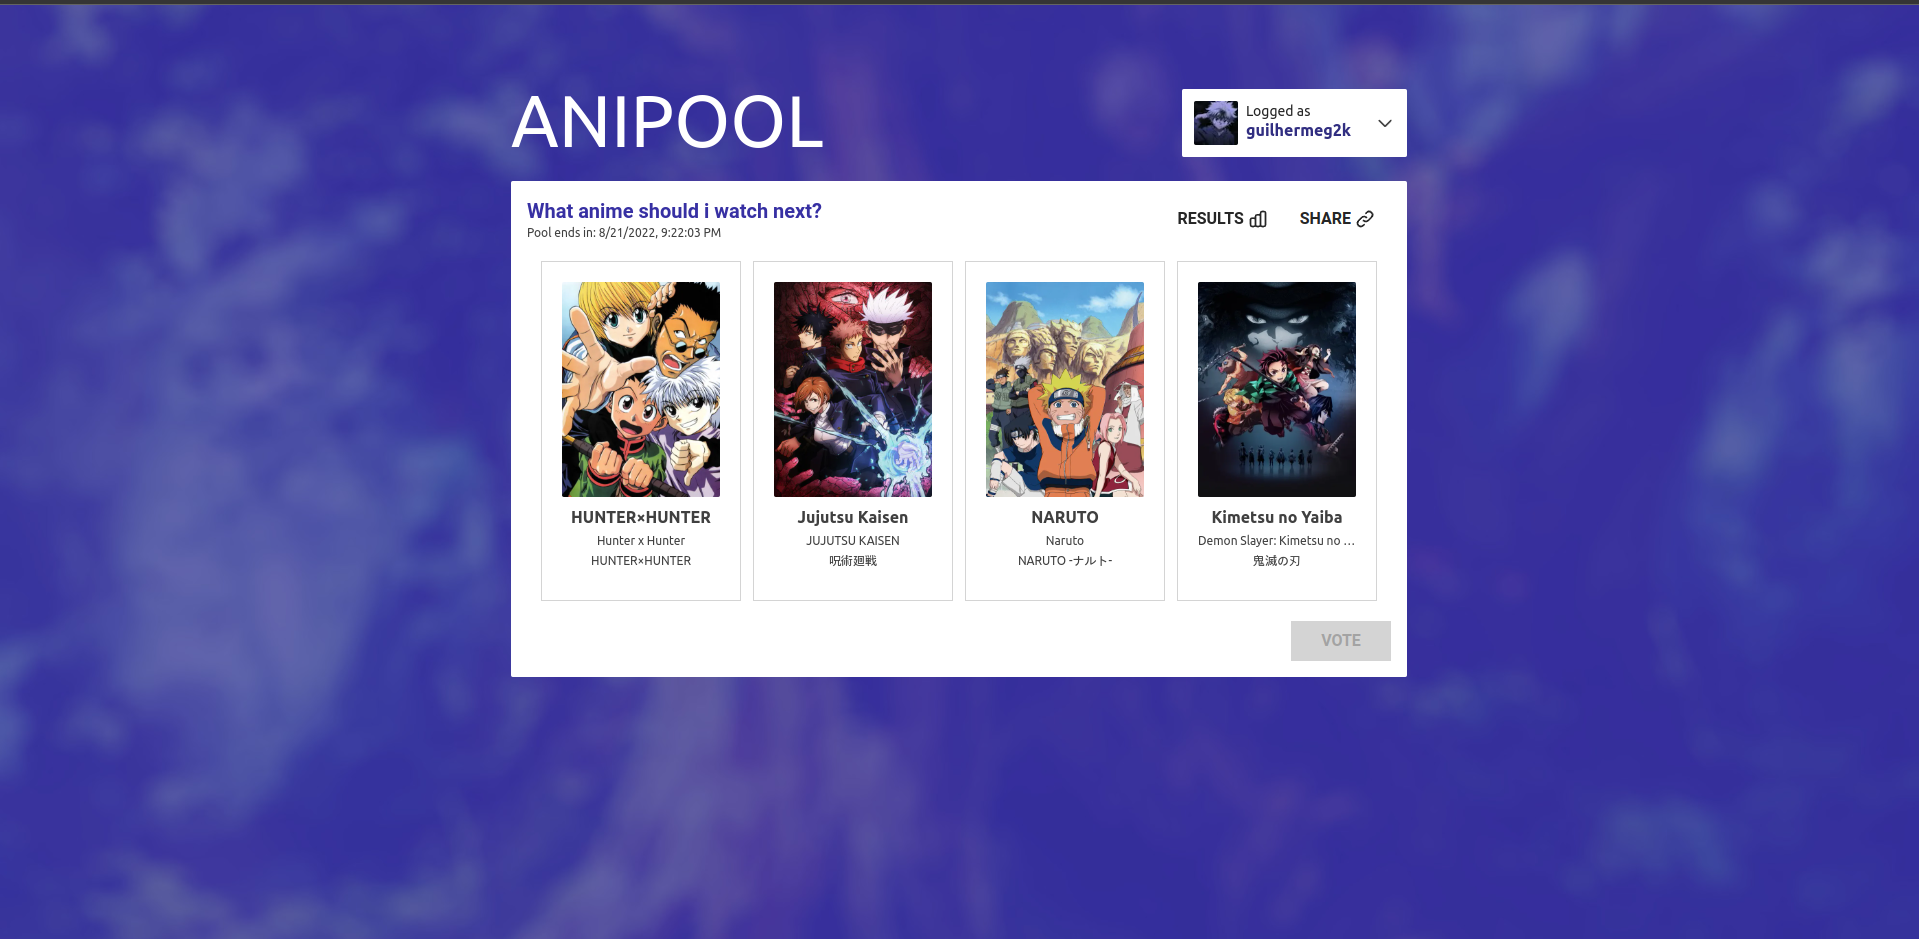 ANIPOOL
Logged as
guilhermeg2k
What anime should i watch next?
Pool ends in: 8/21/2022, 9:22:03 PM
RESULTS
SHARE
HUNTER×HUNTER
Hunter x Hunter
HUNTER×HUNTER
Jujutsu Kaisen
JUJUTSU KAISEN
呪術廻戦
NARUTO
Naruto
NARUTO -ナルト-
Kimetsu no Yaiba
Demon Slayer: Kimetsu no ...
鬼滅の刃
VOTE